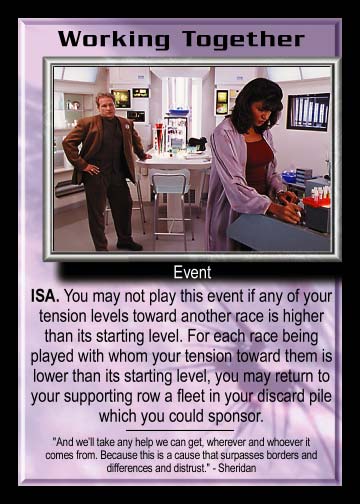 Working Together
Event
ISA. You may not play this event if any of your
tension levels toward another race is higher
than its starting level. For each race being
played with whom your tension toward them is
lower than its starting level, you may return to
your supporting row a fleet in your discard pile
which you could sponsor.
"And we'll take any help we can get, wherever and whoever it
comes from. Because this is a cause that surpasses borders and
differences and distrust." - Sheridan